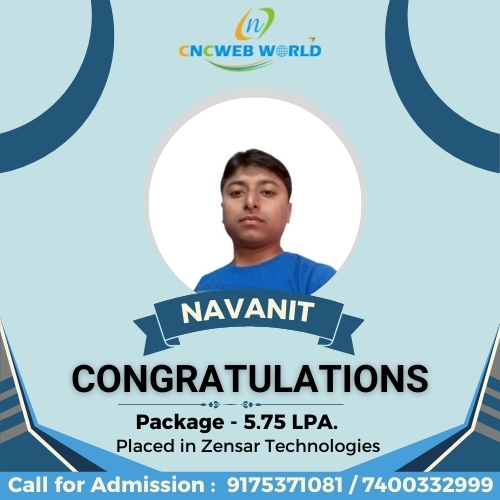 n
CNCWEB WORLD
NAVANIT
CONGRATULATIONS
Package - 5.75 LPA.
Placed in Zensar Technologies
Call for Admission : 9175371081 / 7400332999